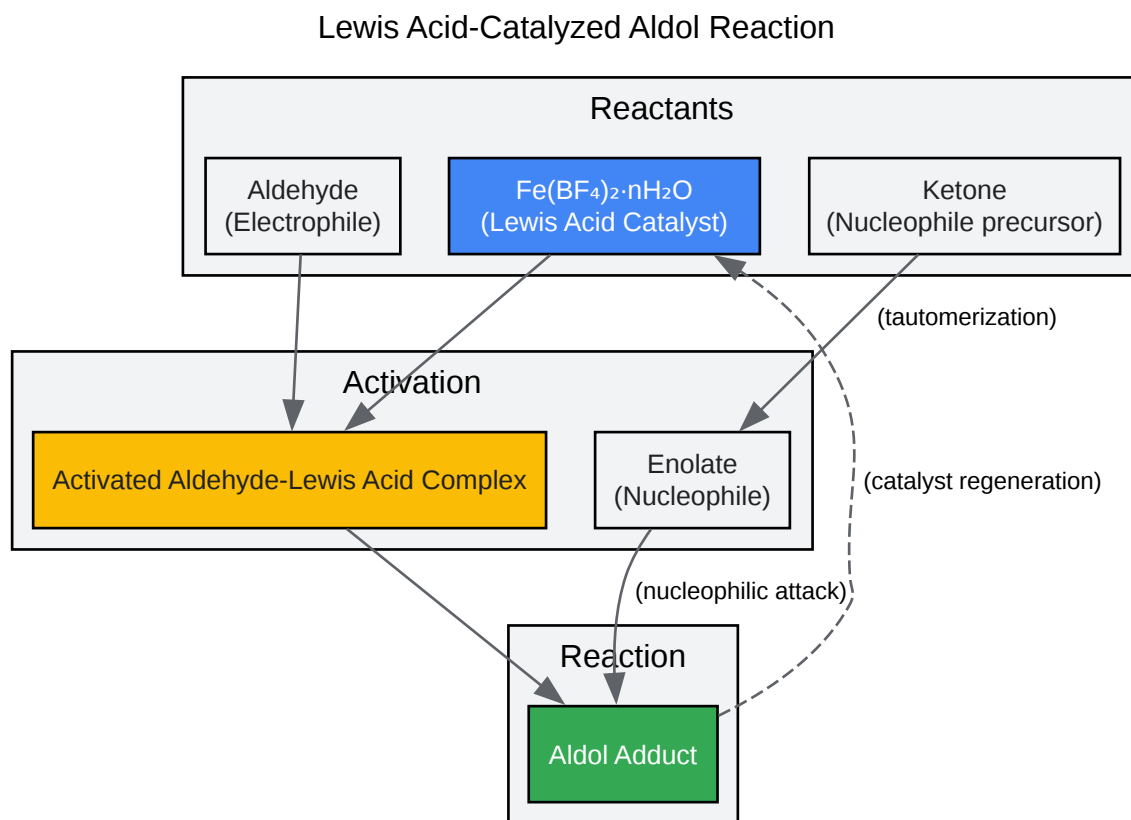 Lewis Acid-Catalyzed Aldol Reaction
Reactants
Aldehyde
(Electrophile)
Fe(BF₄)₂·nH₂O
(Lewis Acid Catalyst)
Ketone
(Nucleophile precursor)
(tautomerization)
Activation
Activated Aldehyde-Lewis Acid Complex
Enolate
(Nucleophile)
(catalyst regeneration)
(nucleophilic attack)
Reaction
Aldol Adduct